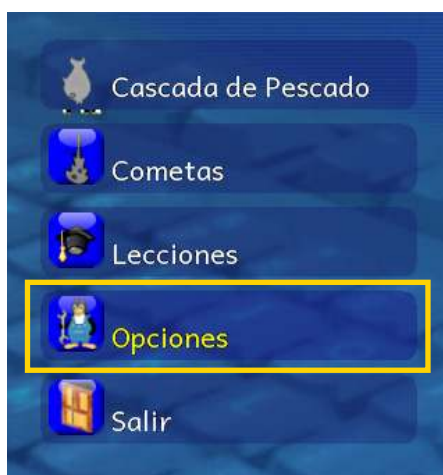 Cascada de Pescado
Cometas
Lecciones
Opciones
Salir